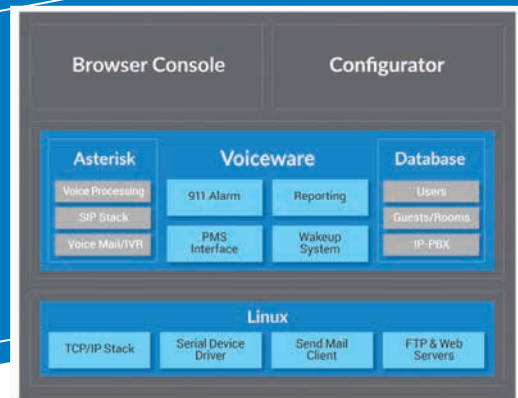 Browser Console
Configurator
Asterisk
Voice Processing
SIP Stack
Voice Mail/IVR
Voiceware
911 Alarm
Reporting
PMS
Interface
Wakeup
System
Database
Users
Guests/Rooms
IP-PBX
Linux
TCP/IP Stack
Serial Device
Driver
Send Mail
Client
FTP & Web
Servers